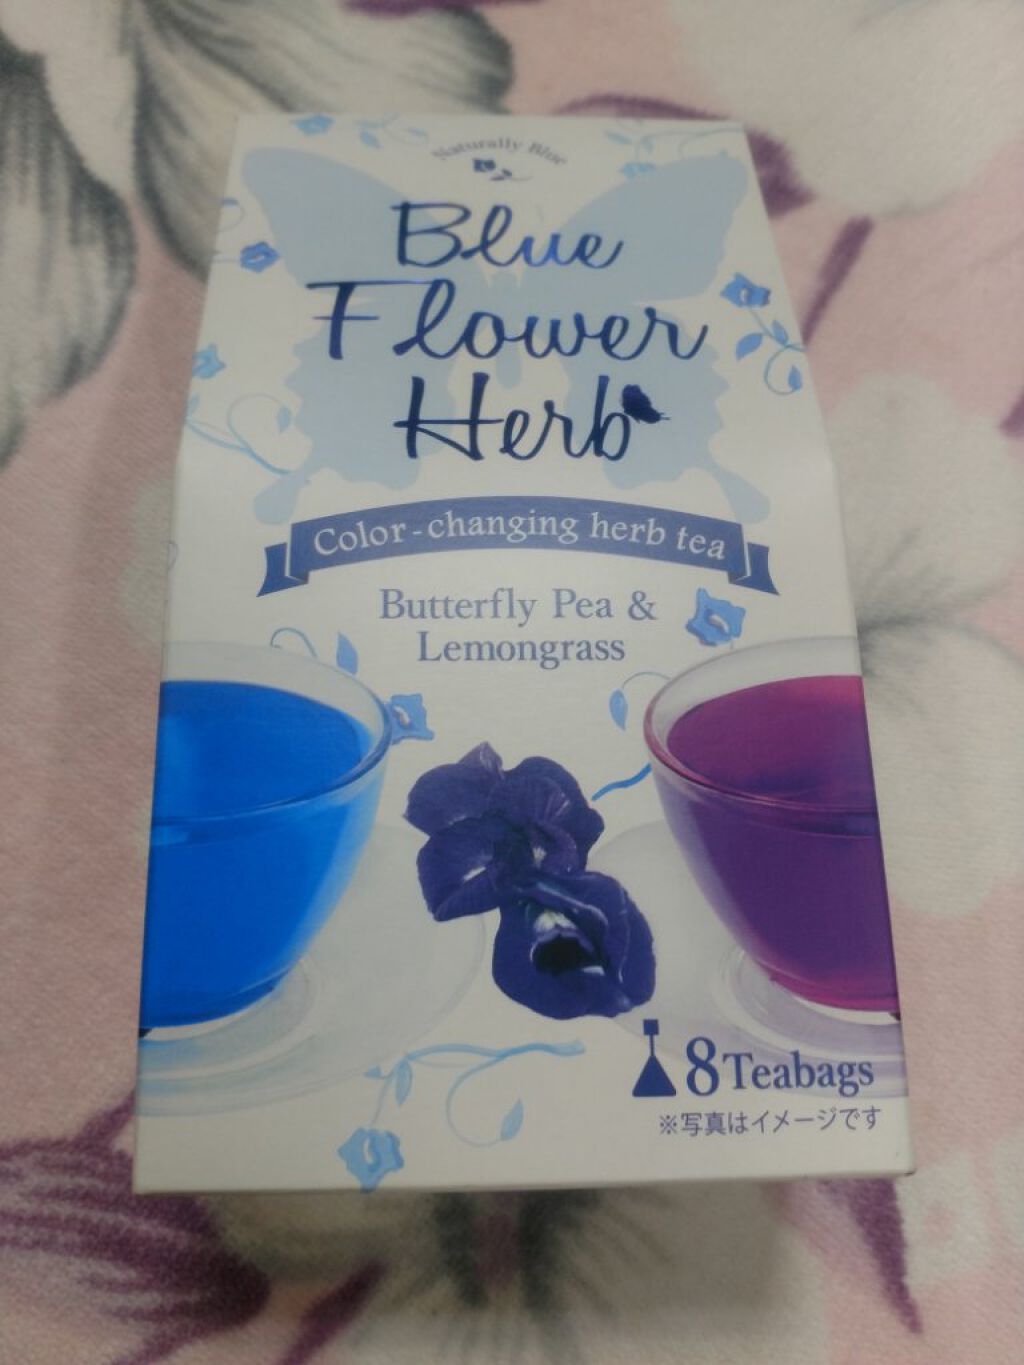 Naturally Blue
Blue
Flower
Herb
Color-changing herb tea
Butterfly Pea &
Lemongrass
8 Teabags
※写真はイメージです